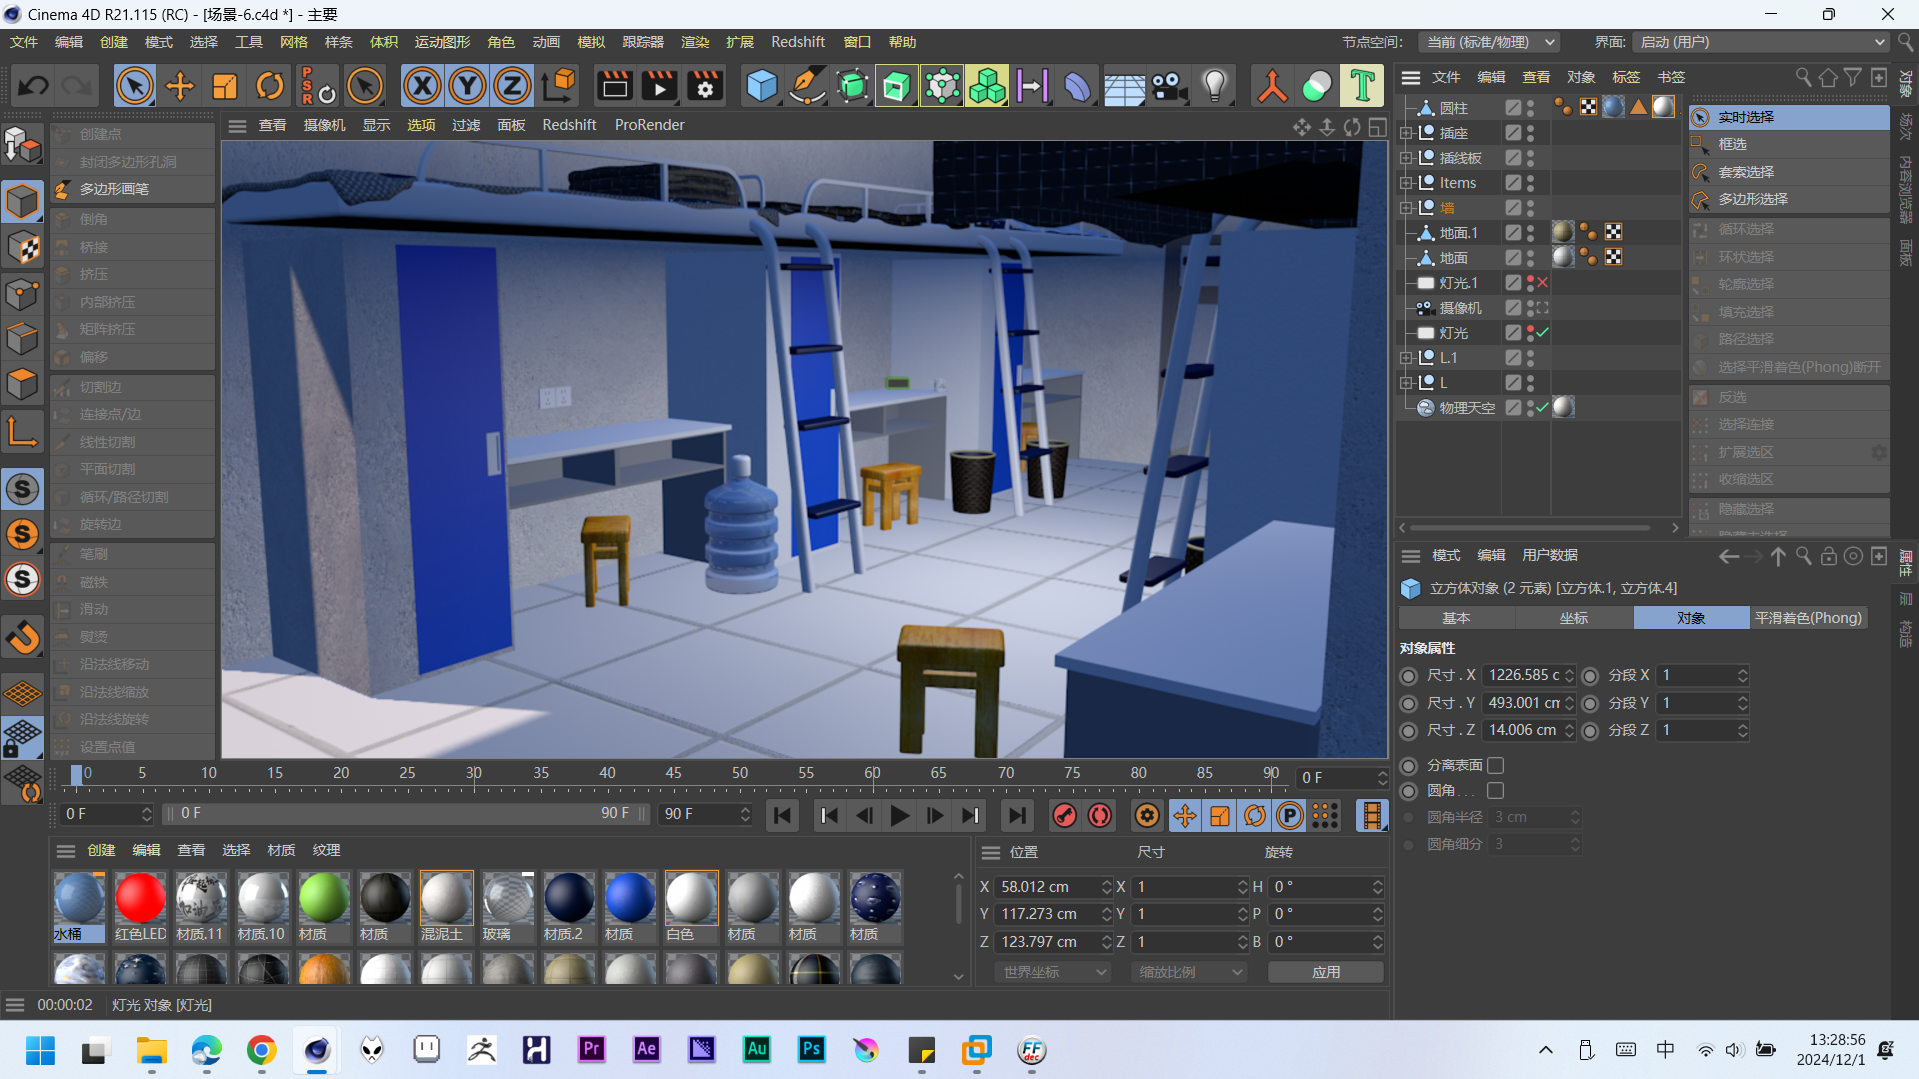 Cinema 4D R21.115 (RC) - [场景-6.c4d *] - 主要
文件 编辑 创建 模式 选择 工具 网格 样条 体积 运动图形 角色 动画 模拟 跟踪器 渲染 扩展 Redshift 窗口 帮助
节点空间: 当前 (标准/物理) 界面: 启动 (用户)
PSR X Y Z
查看 摄像机 显示 选项 过滤 面板 Redshift ProRender
创建点
封闭多边形孔洞
多边形画笔
倒角
桥接
挤压
内部挤压
矩阵挤压
偏移
切割边
连接点/边
线性切割
平面切割
循环/路径切割
旋转边
笔刷
磁铁
滑动
熨烫
沿法线移动
沿法线缩放
沿法线旋转
设置点值
文件 编辑 查看 对象 标签 书签
圆柱
插座
插线板
Items
墙
地面.1
地面
灯光.1
摄像机
灯光
L.1
L
物理天空
实时选择
框选
套索选择
多边形选择
循环选择
环状选择
轮廓选择
填充选择
路径选择
选择平滑着色(Phong)断开
反选
选择连接
扩展选区
收缩选区
隐藏选择
对象
场次
内容浏览器
面板
模式 编辑 用户数据
立方体对象 (2 元素) [立方体.1, 立方体.4]
基本 坐标 对象 平滑着色(Phong)
对象属性
尺寸 . X 1226.585 c 分段 X 1
尺寸 . Y 493.001 cm 分段 Y 1
尺寸 . Z 14.006 cm 分段 Z 1
分离表面
圆角 . . .
圆角半径 3 cm
圆角细分 3
属性
层
构造
0 5 10 15 20 25 30 35 40 45 50 55 60 65 70 75 80 85 90 0 F
0 F 0 F 90 F 90 F
创建 编辑 查看 选择 材质 纹理
水桶 红色LED 材质.11 材质.10 材质 材质 混泥土 玻璃 材质.2 材质 白色 材质 材质 材质
位置 尺寸 旋转
X 58.012 cm X 1 H 0 °
Y 117.273 cm Y 1 P 0 °
Z 123.797 cm Z 1 B 0 °
世界坐标 缩放比例 应用
00:00:02 灯光 对象 [灯光]
Pr Ae Au Ps FF dec
中
13:28:56
2024/12/1